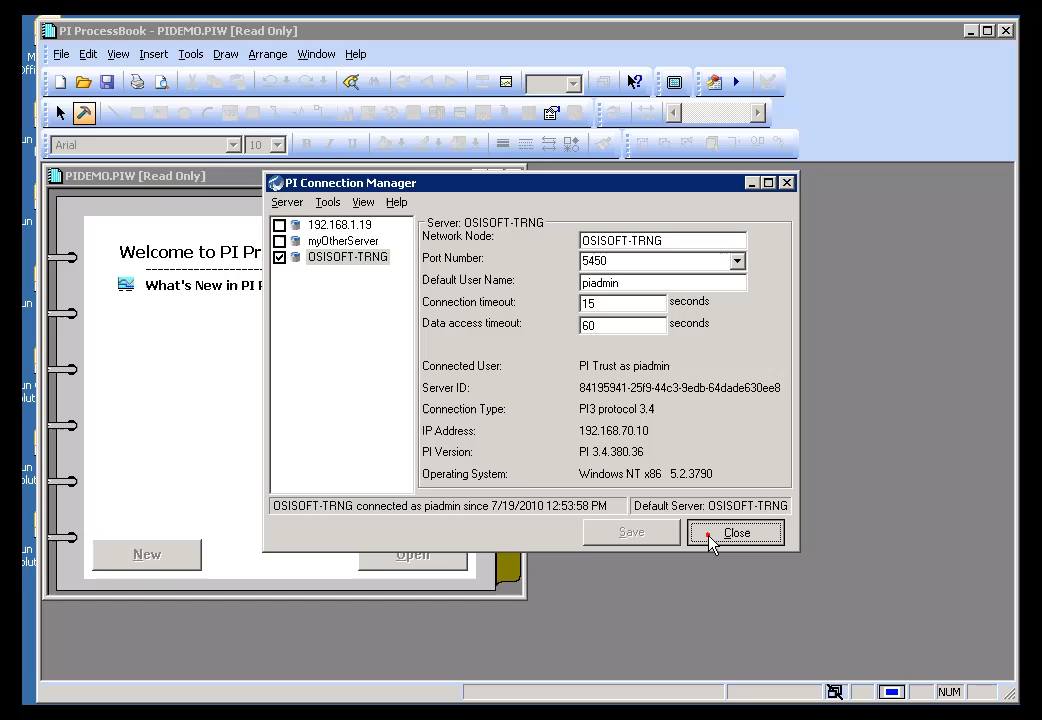 PI ProcessBook - PIDEMO.PIW [Read Only]
File Edit View Insert Tools Draw Arrange Window Help
Arial 10 B I U
PIDEMO.PIW [Read Only]
Welcome to PI Pr
What's New in PI
New
Open
PI Connection Manager
Server Tools View Help
192.168.1.19
myOtherServer
OSISOFT-TRNG
Server: OSISOFT-TRNG
Network Node: OSISOFT-TRNG
Port Number: 5450
Default User Name: piadmin
Connection timeout: 15 seconds
Data access timeout: 60 seconds
Connected User: PI Trust as piadmin
Server ID: 84195941-25f9-44c3-9edb-64dade630ee8
Connection Type: PI3 protocol 3.4
IP Address: 192.168.70.10
PI Version: PI 3.4.380.36
Operating System: Windows NT x86 5.2.3790
OSISOFT-TRNG connected as piadmin since 7/19/2010 12:53:58 PM
Default Server: OSISOFT-TRNG
Save
Close
NUM